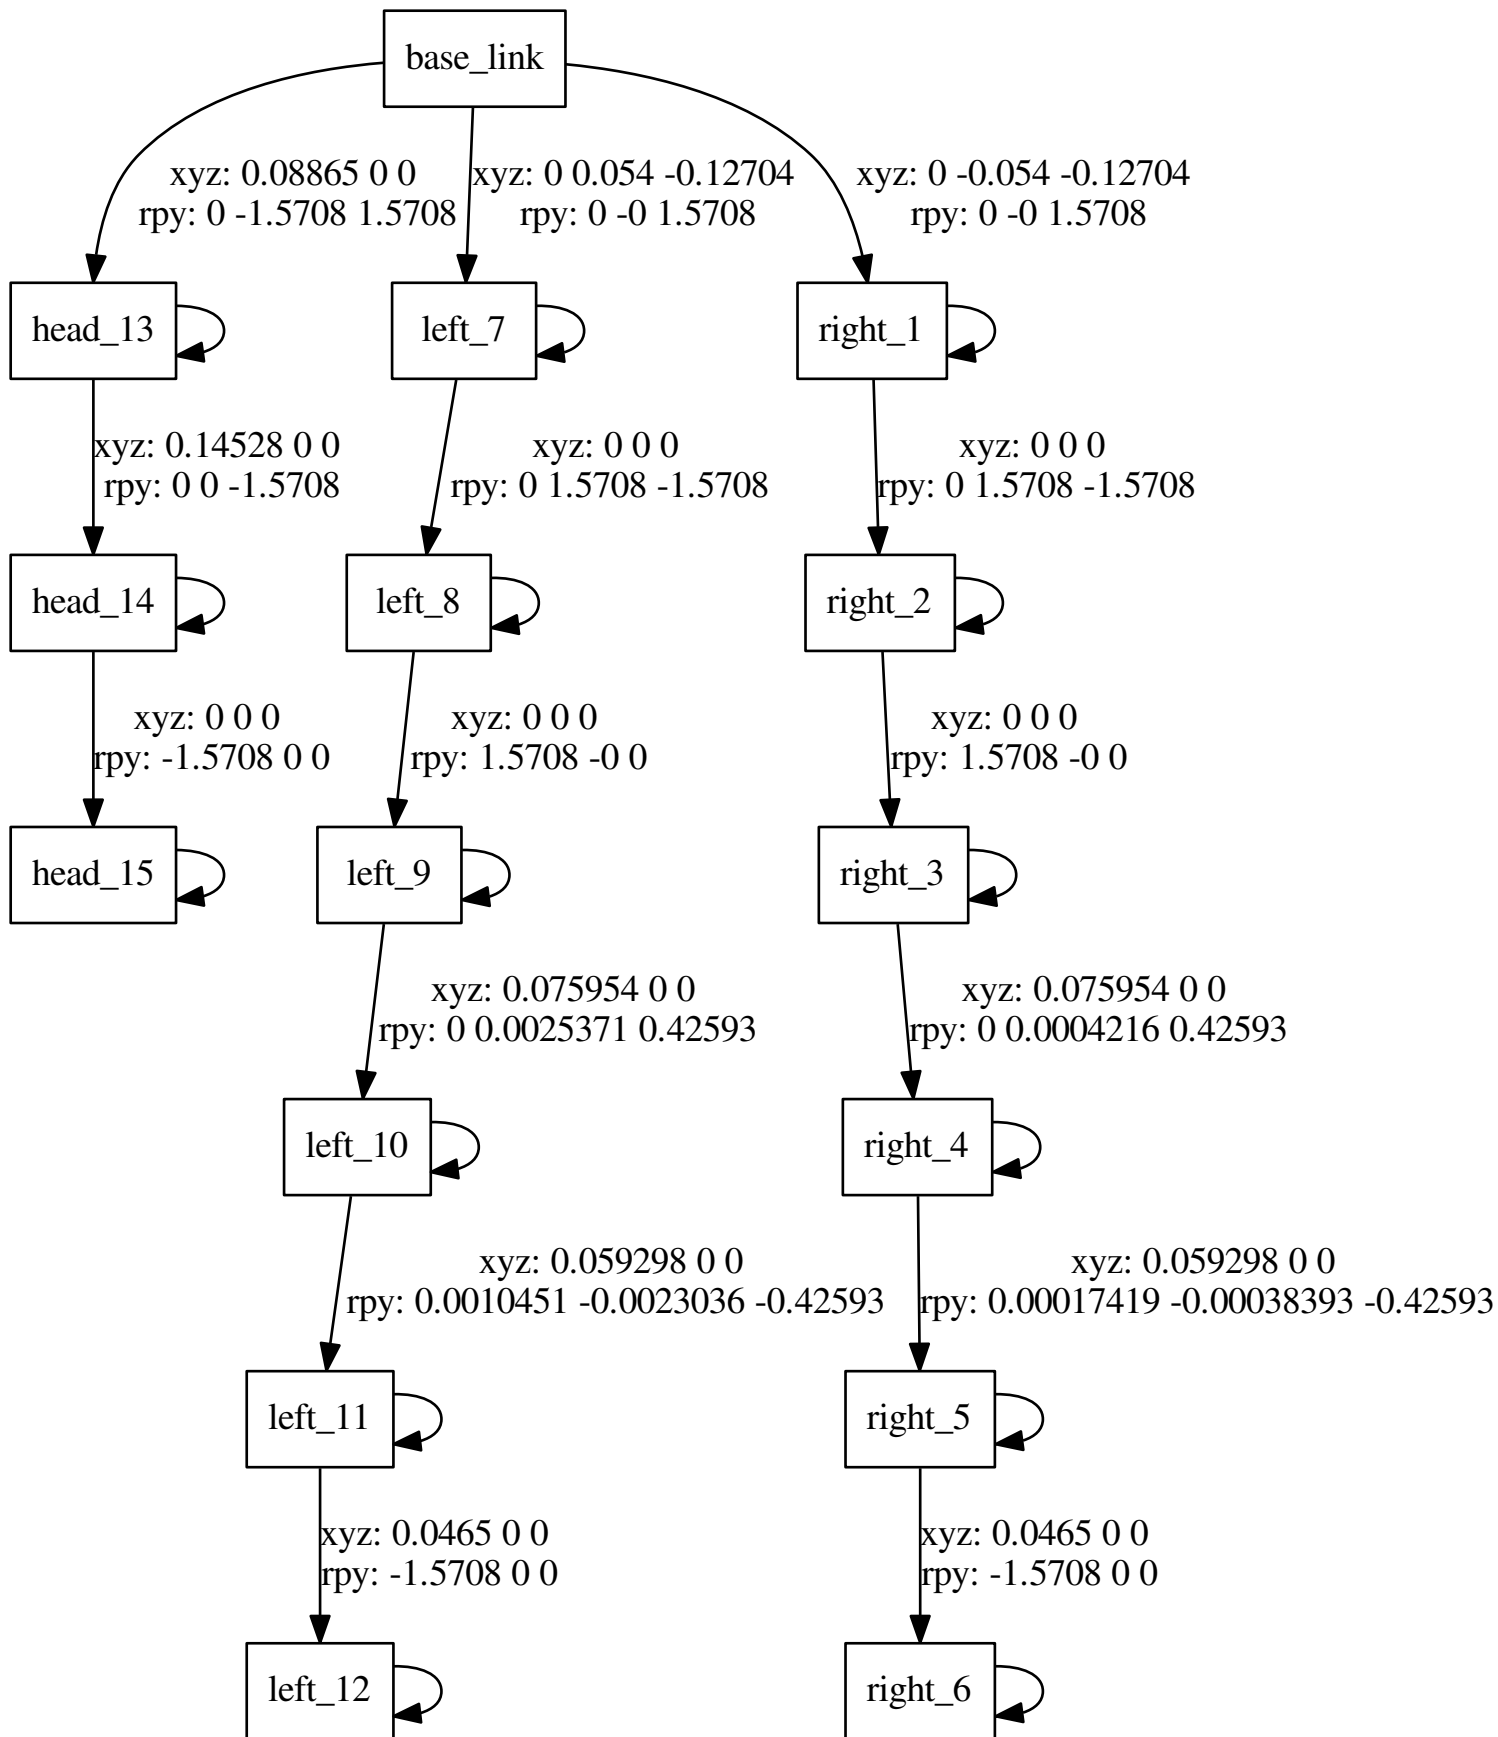 base_link
xyz: 0.08865 0 0
rpy: 0 -1.5708 1.5708
xyz: 0 0.054 -0.12704
rpy: 0 -0 1.5708
xyz: 0 -0.054 -0.12704
rpy: 0 -0 1.5708
head_13
left_7
right_1
xyz: 0.14528 0 0
rpy: 0 0 -1.5708
xyz: 0 0 0
rpy: 0 1.5708 -1.5708
xyz: 0 0 0
rpy: 0 1.5708 -1.5708
head_14
left_8
right_2
xyz: 0 0 0
rpy: -1.5708 0 0
xyz: 0 0 0
rpy: 1.5708 -0 0
xyz: 0 0 0
rpy: 1.5708 -0 0
head_15
left_9
right_3
xyz: 0.075954 0 0
rpy: 0 0.0025371 0.42593
xyz: 0.075954 0 0
rpy: 0 0.0004216 0.42593
left_10
right_4
xyz: 0.059298 0 0
rpy: 0.0010451 -0.0023036 -0.42593
xyz: 0.059298 0 0
rpy: 0.00017419 -0.00038393 -0.42593
left_11
right_5
xyz: 0.0465 0 0
rpy: -1.5708 0 0
xyz: 0.0465 0 0
rpy: -1.5708 0 0
left_12
right_6